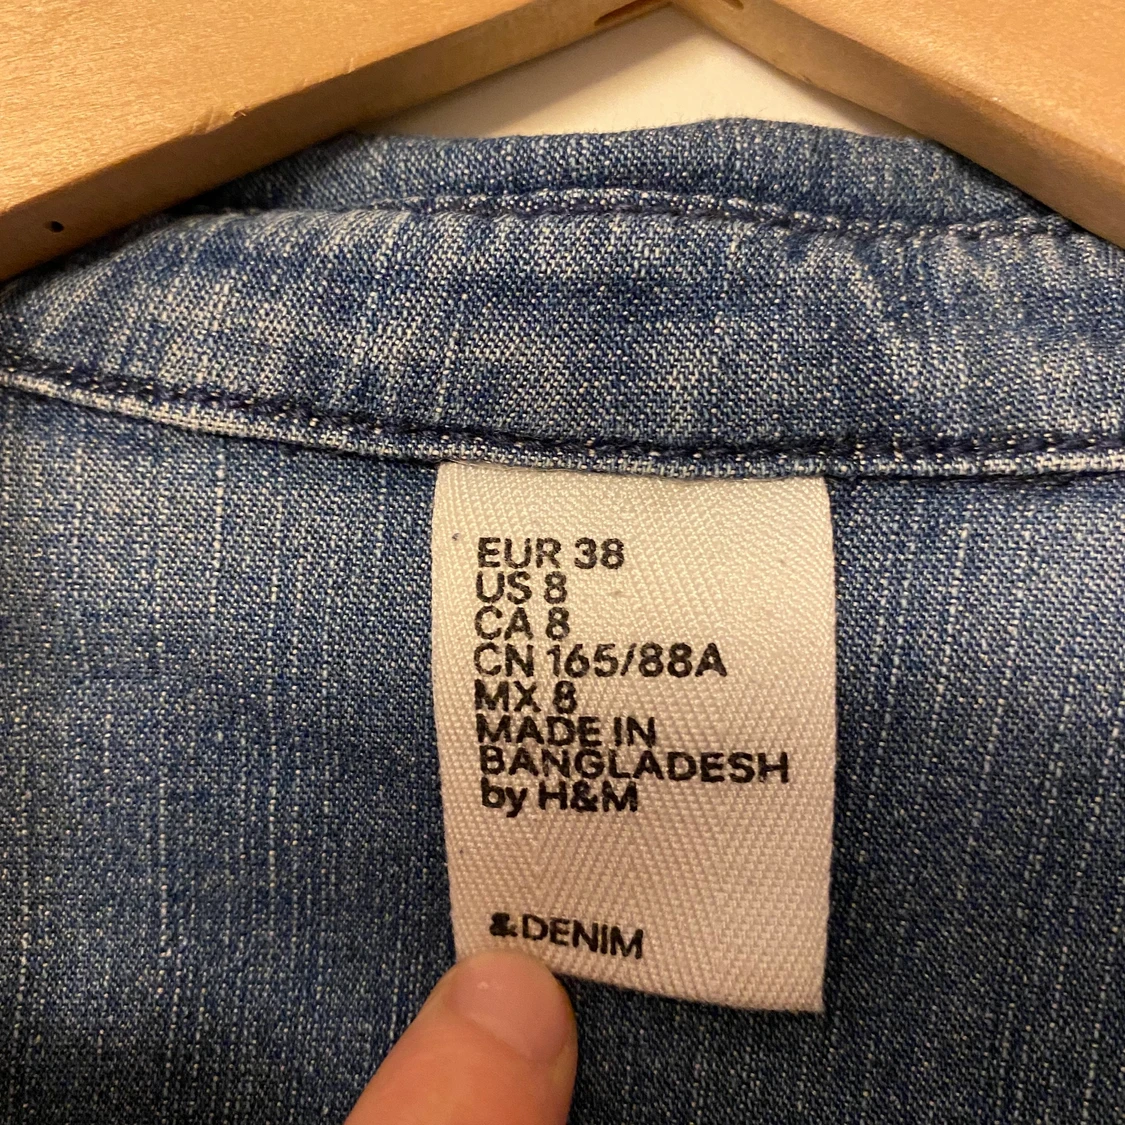 EUR 38
US 8
CA 8
CN 165/88A
MX 8
MADE IN
BANGLADESH
by H&M
&DENIM